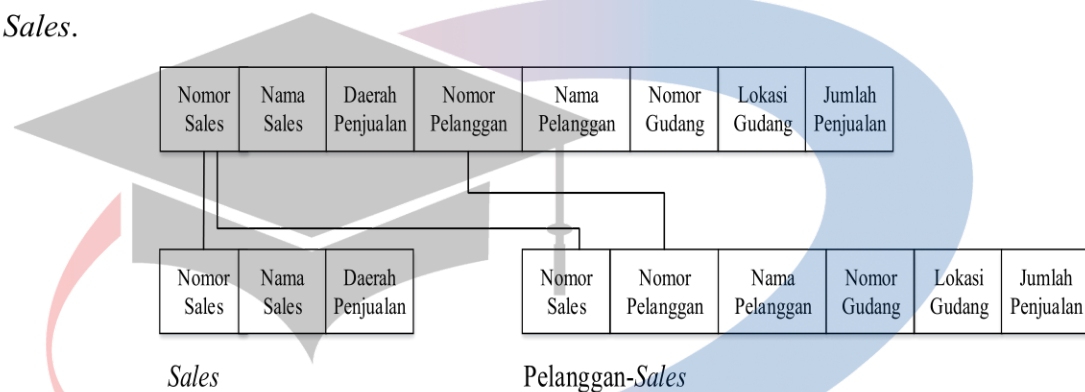 Sales.
Nomor Nama Daerah Nomor Nama Nomor Lokasi Jumlah
Sales Sales Penjualan Pelanggan Pelanggan Gudang Gudang Penjualan
Nomor Nama Daerah Nomor Nomor Nama Nomor Lokasi Jumlah
Sales Sales Penjualan Sales Pelanggan Pelanggan Gudang Gudang Penjualan
Sales Pelanggan-Sales